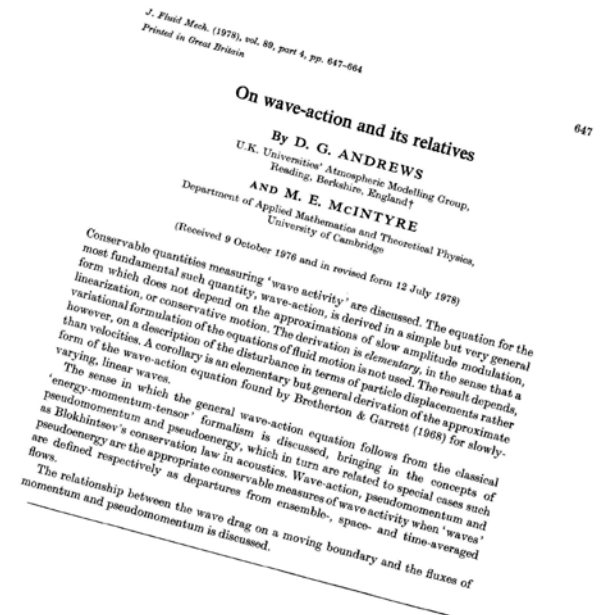 J. Fluid Mech. (1978), vol. 89, part 4, pp. 647–664
Printed in Great Britain
647
On wave-action and its relatives
By D. G. ANDREWS
U.K. Universities' Atmospheric Modelling Group,
Reading, Berkshire, England†
AND M. E. McINTYRE
Department of Applied Mathematics and Theoretical Physics,
University of Cambridge
(Received 9 October 1976 and in revised form 12 July 1978)
Conservable quantities measuring 'wave activity' are discussed. The equation for the
most fundamental such quantity, wave-action, is derived in a simple but very general
form which does not depend on the approximations of slow amplitude modulation,
linearization, or conservative motion. The derivation is elementary, in the sense that a
variational formulation of the equations of fluid motion is not used. The result depends,
however, on a description of the disturbance in terms of particle displacements rather
than velocities. A corollary is an elementary but general derivation of the approximate
form of the wave-action equation found by Bretherton & Garrett (1968) for slowly-
varying, linear waves.
The sense in which the general wave-action equation follows from the classical
'energy-momentum-tensor' formalism is discussed, bringing in the concepts of
pseudomomentum and pseudoenergy, which in turn are related to special cases such
as Blokhintsev's conservation law in acoustics. Wave-action, pseudomomentum and
pseudoenergy are the appropriate conservable measures of wave activity when 'waves'
are defined respectively as departures from ensemble-, space- and time-averaged
flows.
The relationship between the wave drag on a moving boundary and the fluxes of
momentum and pseudomomentum is discussed.